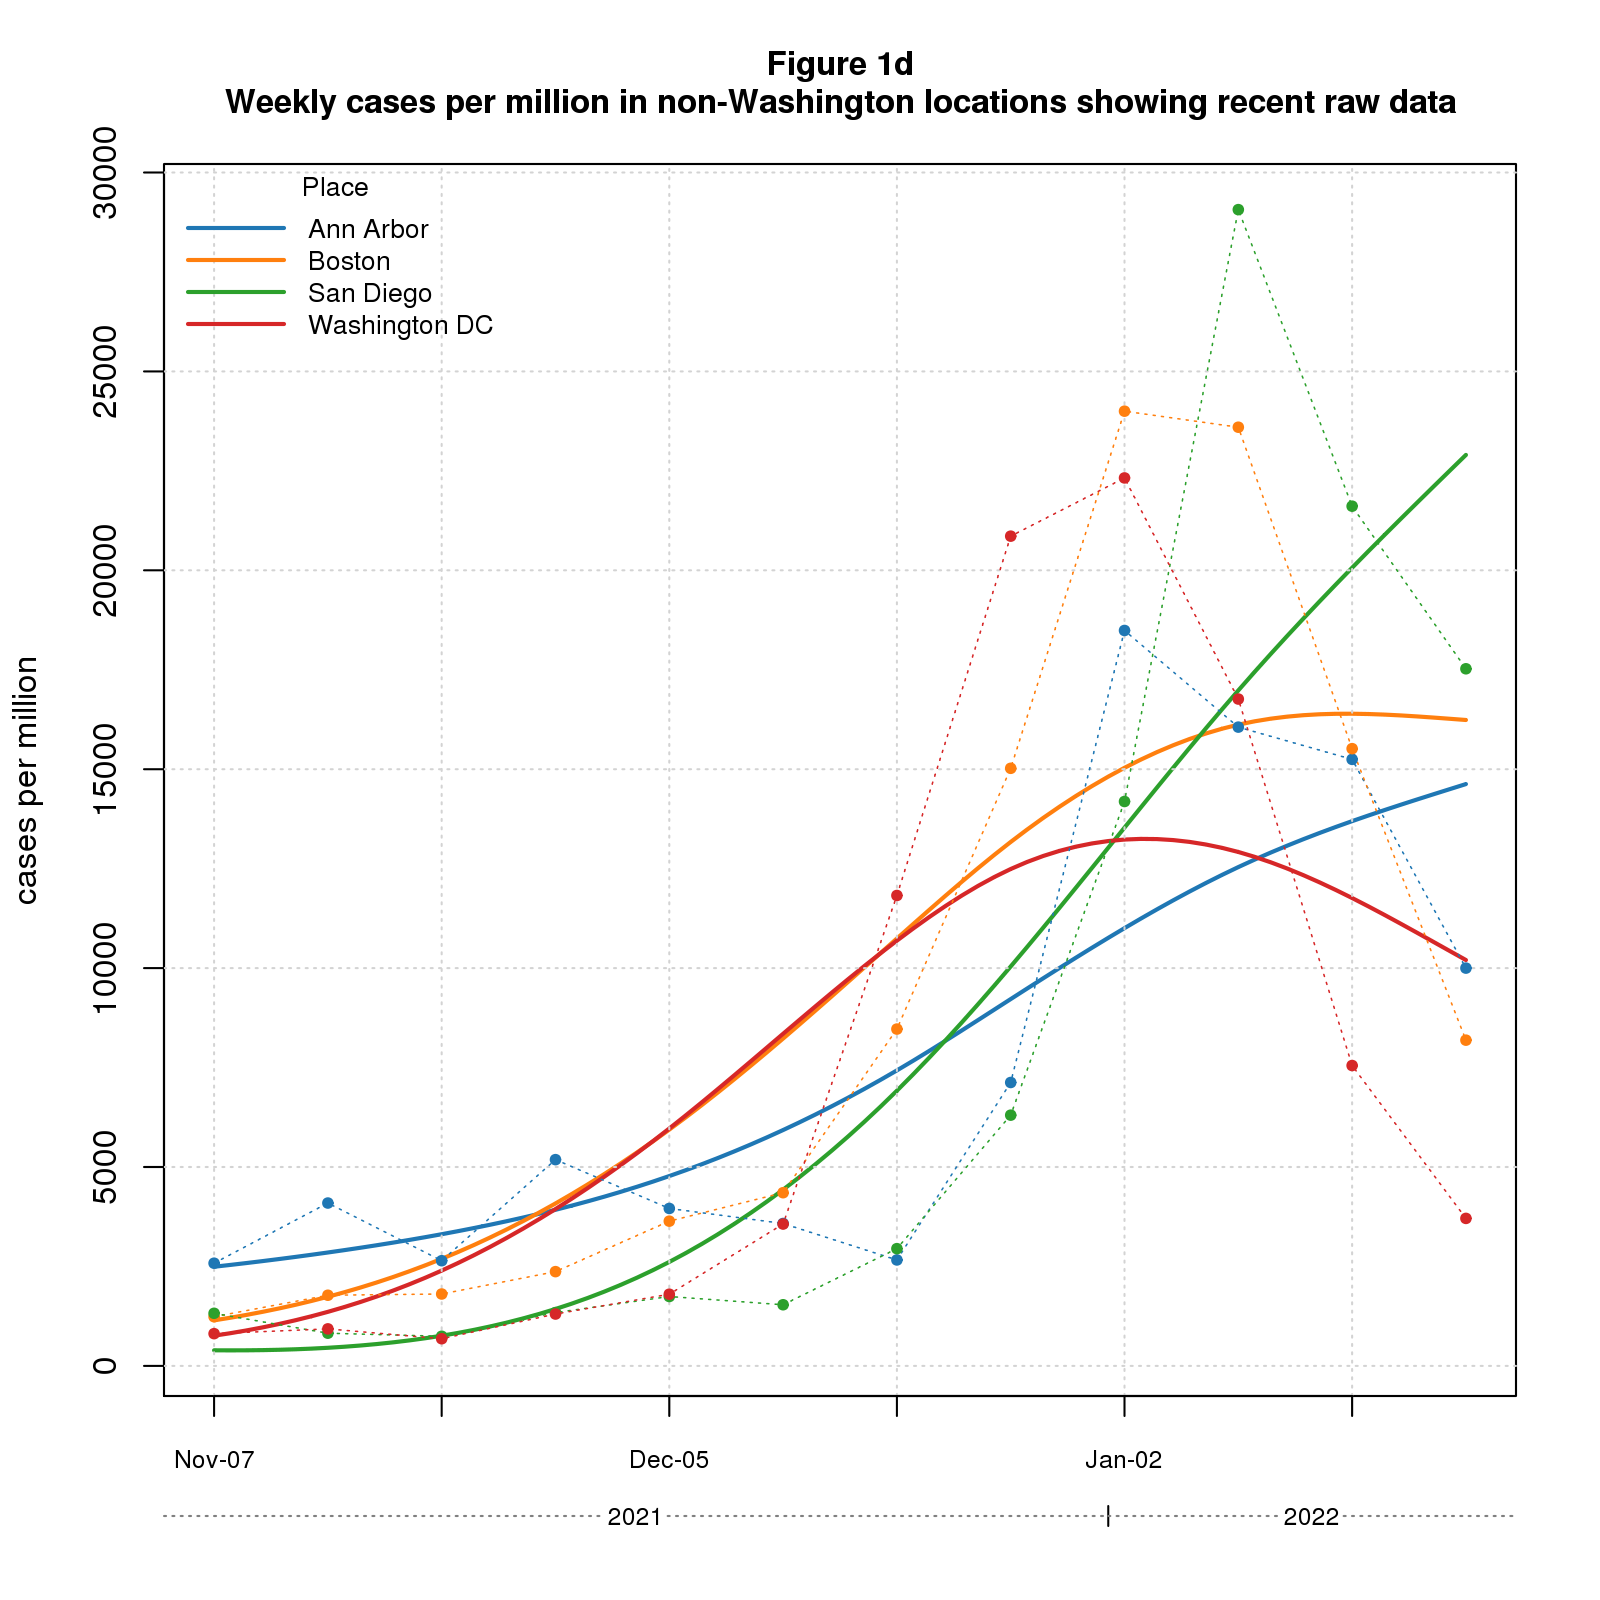 Figure 1d
Weekly cases per million in non-Washington locations showing recent raw data
cases per million
30000
25000
20000
15000
10000
5000
0
Place
Ann Arbor
Boston
San Diego
Washington DC
Nov-07 Dec-05 Jan-02
2021 2022